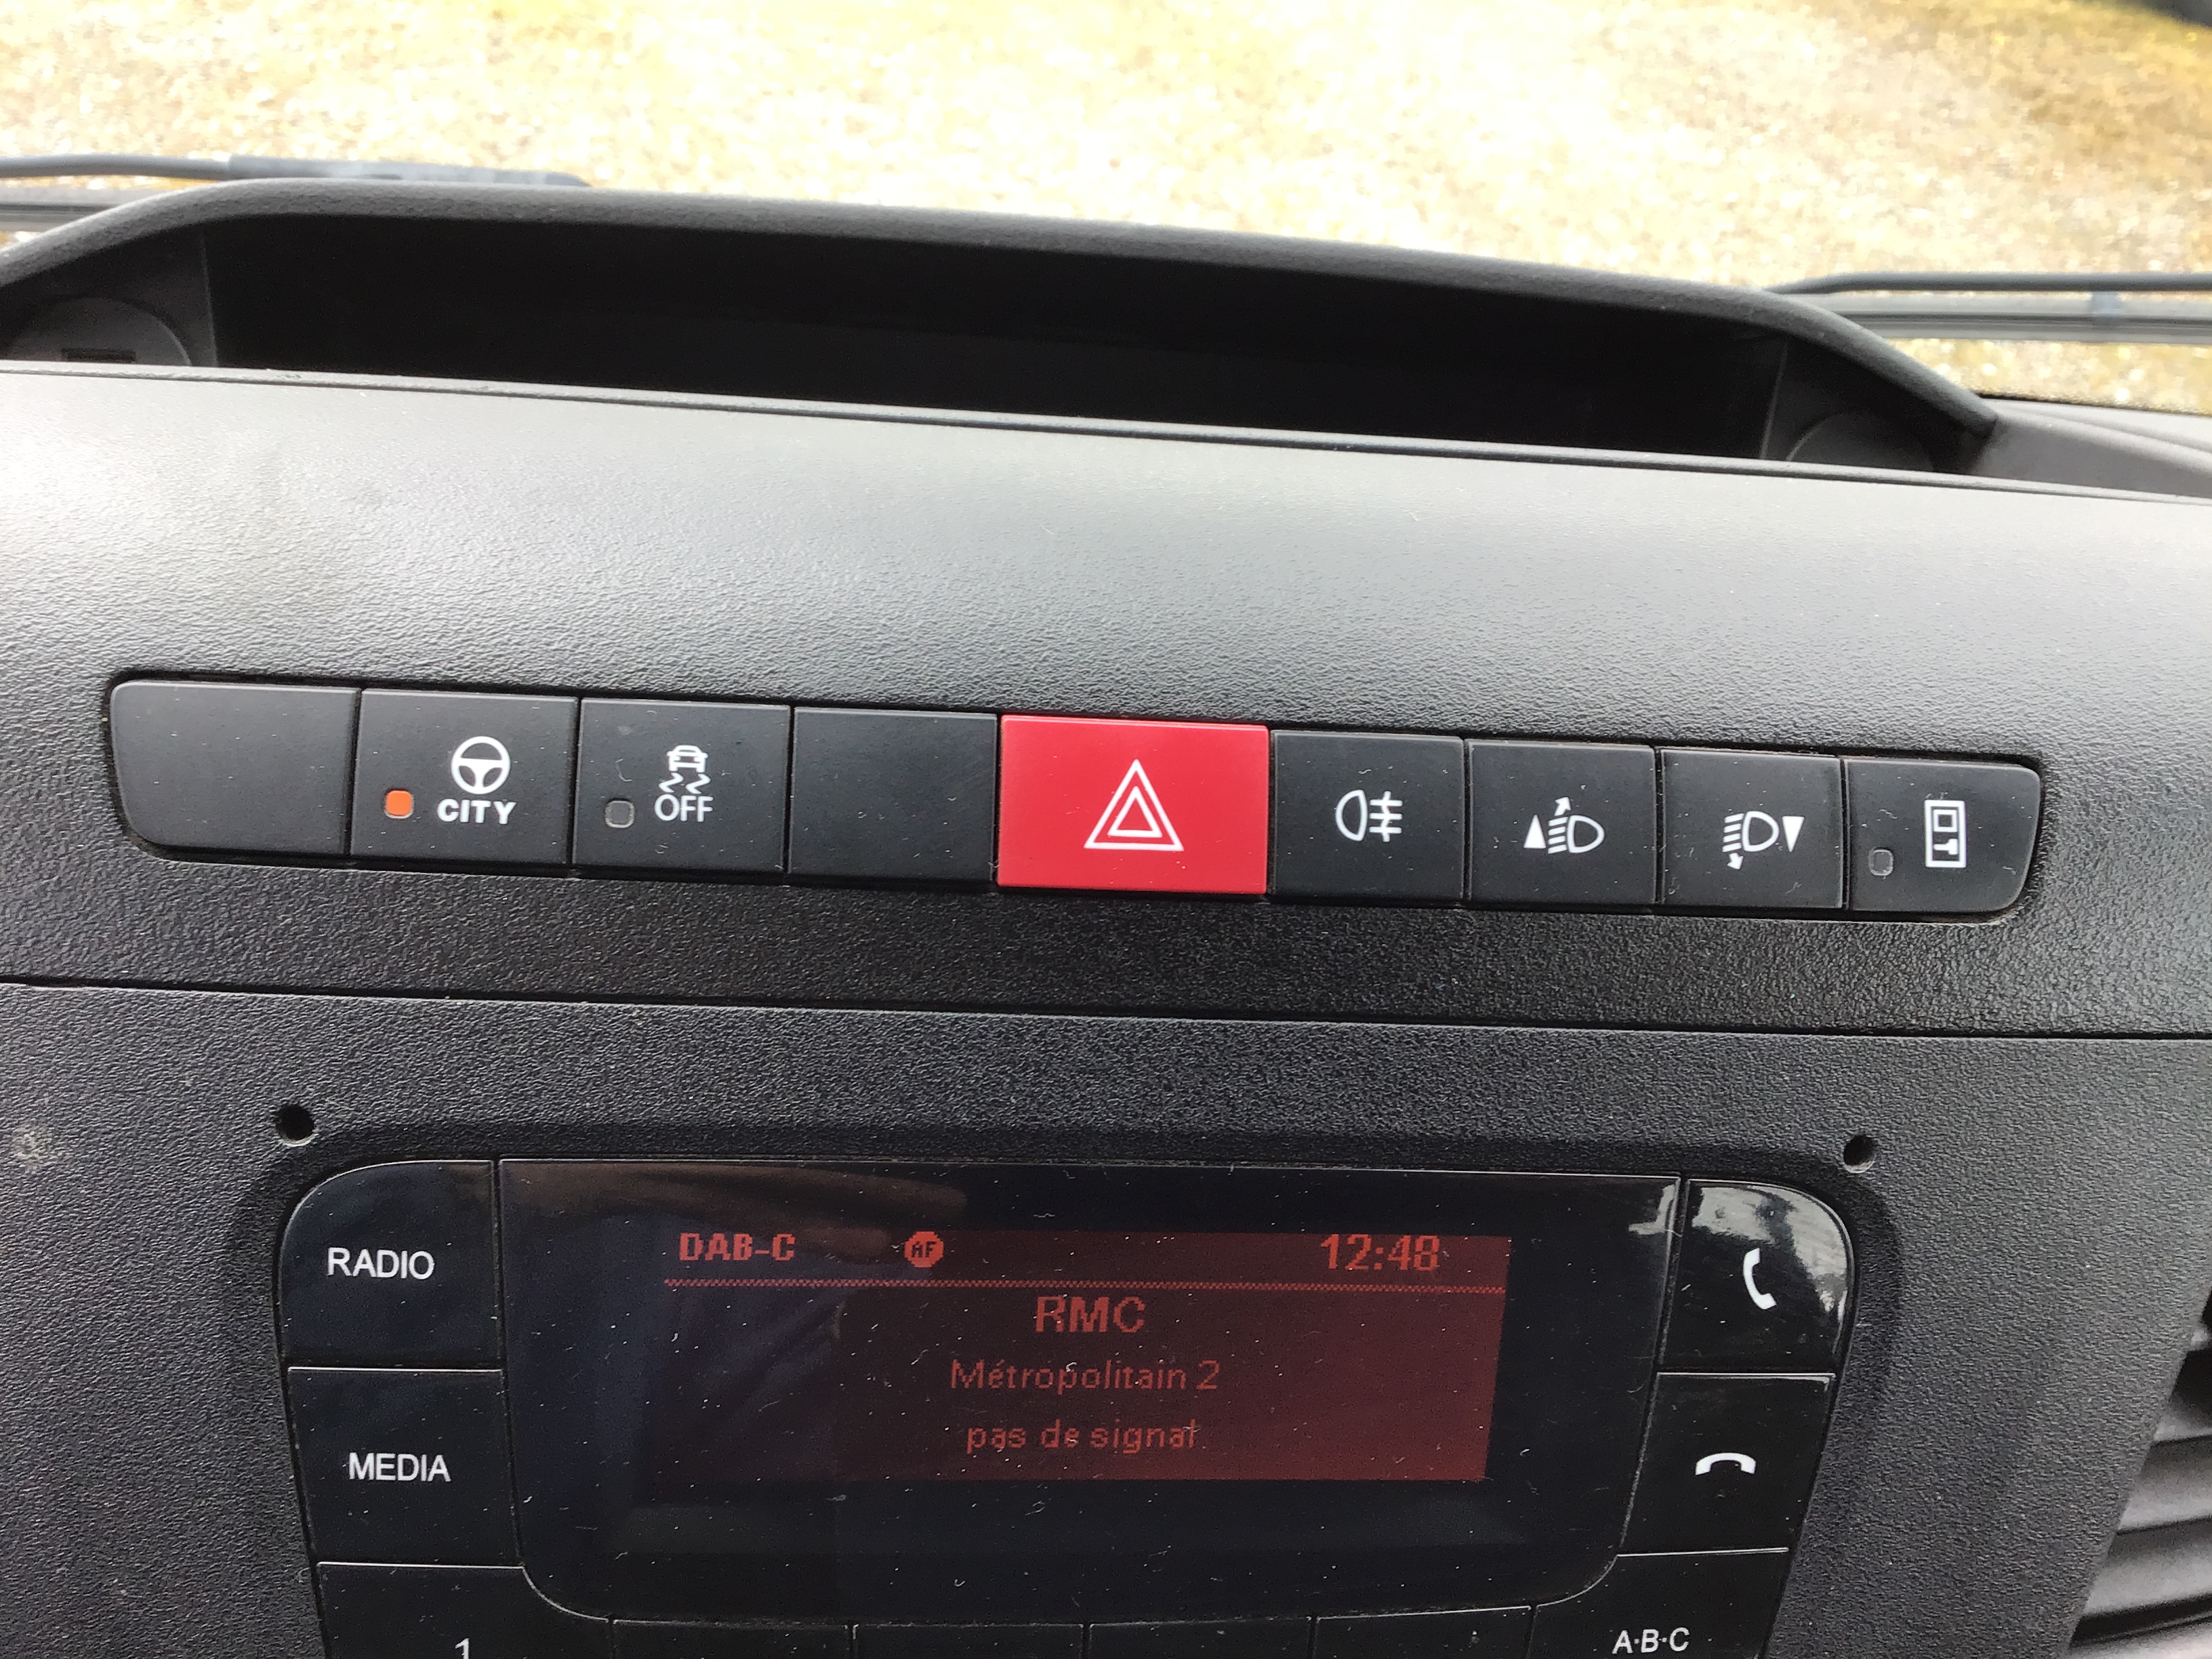 CITY
OFF
RADIO
DAB-C AF 12:48
RMC
Métropolitain 2
pas de signal
MEDIA
1
A·B·C